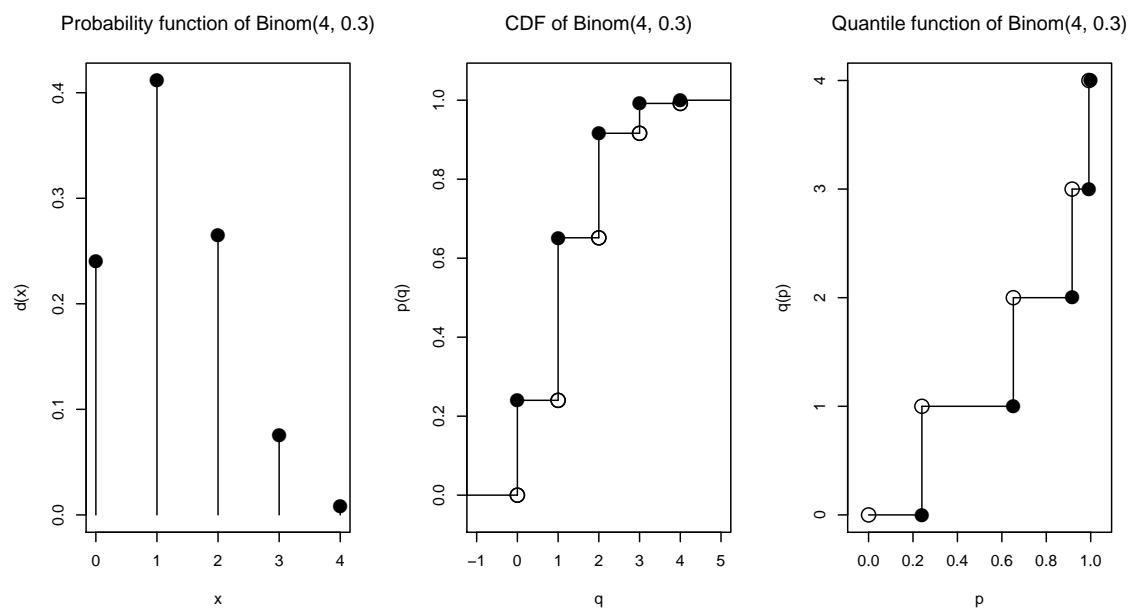 Probability function of Binom(4, 0.3)
d(x)
0.4
0.3
0.2
0.1
0.0
0 1 2 3 4
x
CDF of Binom(4, 0.3)
p(q)
1.0
0.8
0.6
0.4
0.2
0.0
−1 0 1 2 3 4 5
q
Quantile function of Binom(4, 0.3)
q(p)
4
3
2
1
0
0.0 0.2 0.4 0.6 0.8 1.0
p